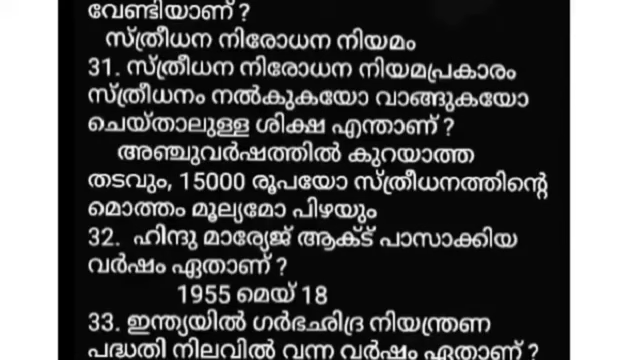 വേണ്ടിയാണ് ?
സ്ത്രീധന നിരോധന നിയമം
31. സ്ത്രീധന നിരോധന നിയമപ്രകാരം
സ്ത്രീധനം നൽകുകയോ വാങ്ങുകയോ
ചെയ്താലുള്ള ശിക്ഷ എന്താണ് ?
അഞ്ചുവർഷത്തിൽ കുറയാത്ത
തടവും, 15000 രൂപയോ സ്ത്രീധനത്തിന്റെ
മൊത്തം മൂല്യമോ പിഴയും
32. ഹിന്ദു മാര്യേജ് ആക്ട് പാസാക്കിയ
വർഷം ഏതാണ് ?
1955 മെയ് 18
33. ഇന്ത്യയിൽ ഗർഭഛിദ്ര നിയന്ത്രണ
പദ്ധതി നിലവിൽ വന്ന വർഷം ഏതാണ് ?